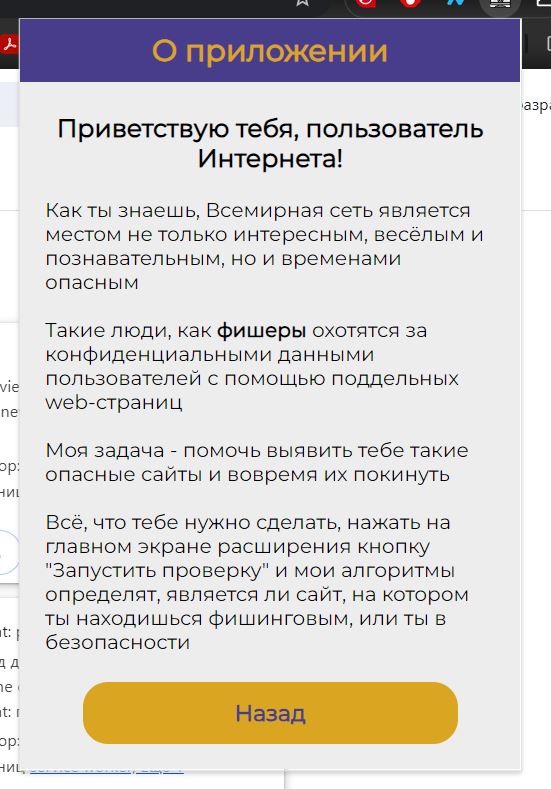 О приложении
разра
Приветствую тебя, пользователь
Интернета!
Как ты знаешь, Всемирная сеть является
местом не только интересным, весёлым и
познавательным, но и временами
опасным
Такие люди, как фишеры охотятся за
конфиденциальными данными
пользователей с помощью поддельных
web-страниц
Моя задача - помочь выявить тебе такие
опасные сайты и вовремя их покинуть
Всё, что тебе нужно сделать, нажать на
главном экране расширения кнопку
"Запустить проверку" и мои алгоритмы
определят, является ли сайт, на котором
ты находишься фишинговым, или ты в
безопасности
Назад